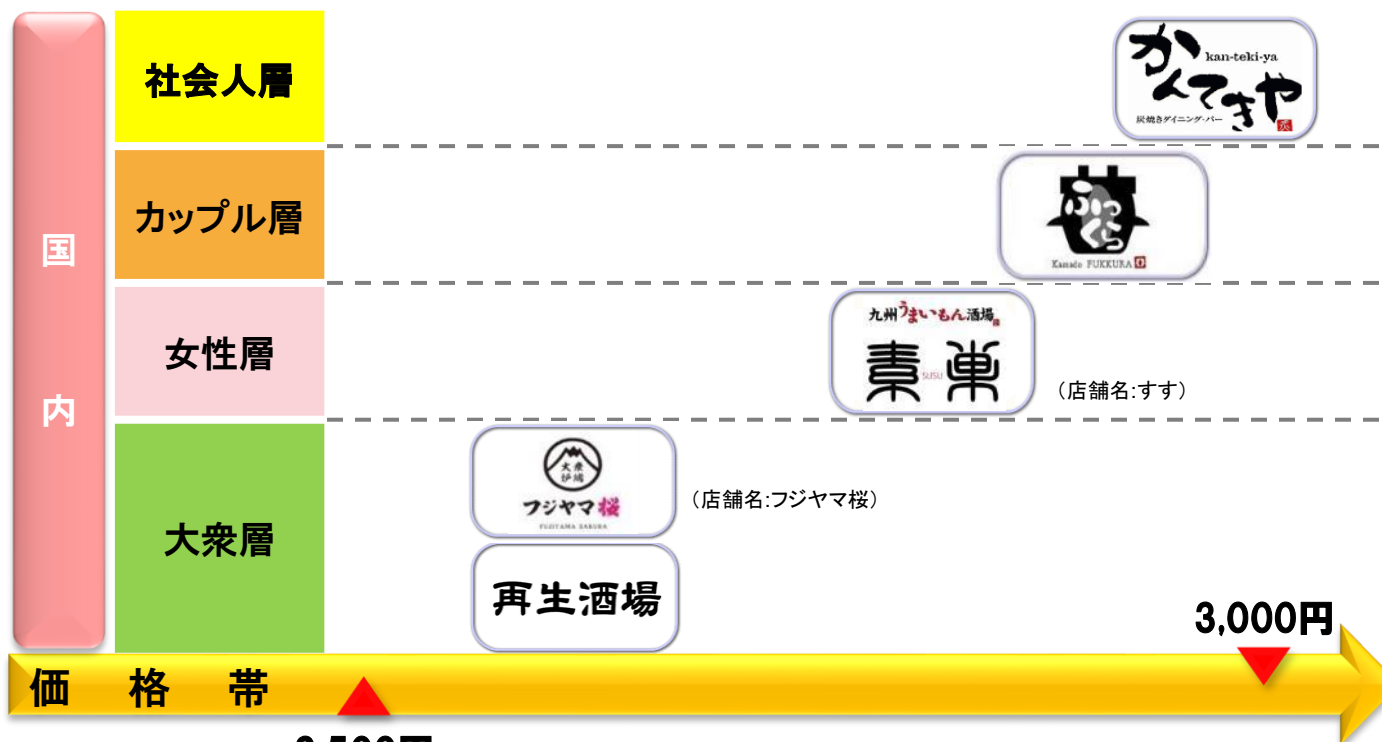 国
内
社会人層
かんてきや
kan-teki-ya
炭焼きダイニング・バー
カップル層
ふっくら
Kamado FUKKURA
女性層
九州うまいもん酒場
素巣
SUSU
（店舗名:すす）
大衆層
大衆
炉端
フジヤマ桜
FUJIYAMA SAKURA
（店舗名:フジヤマ桜）
再生酒場
3,000円
価格帯